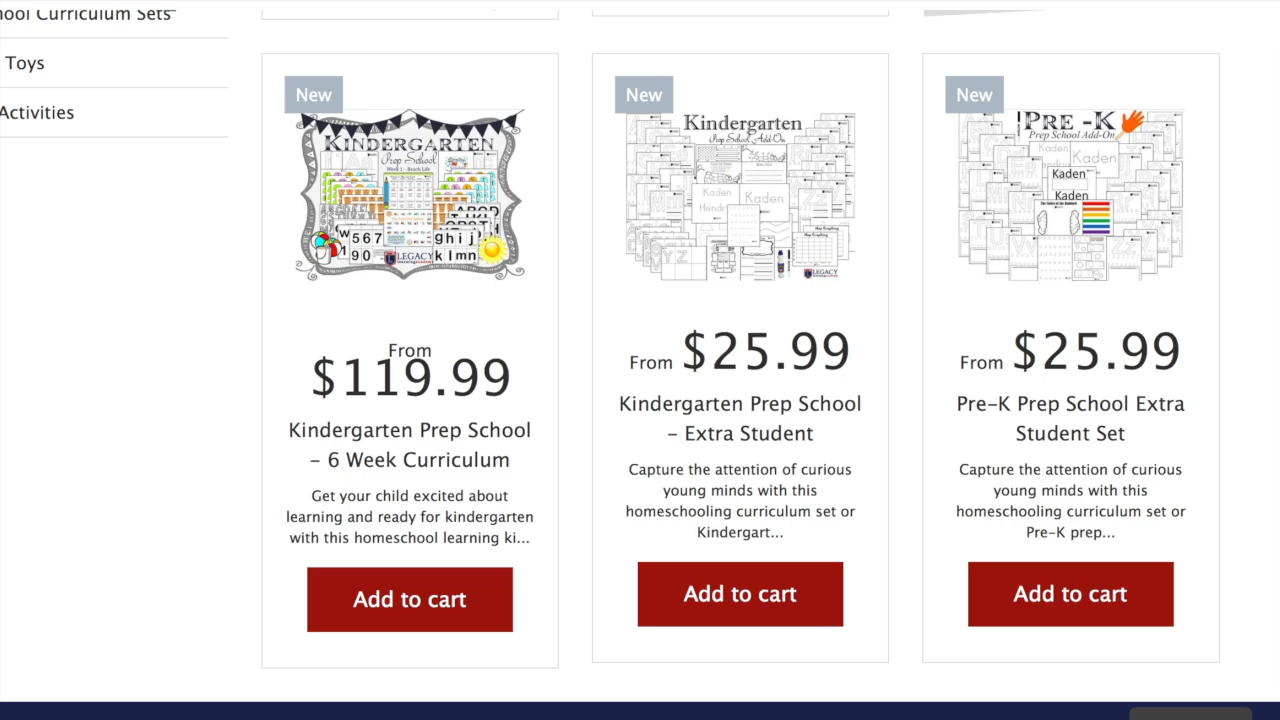 ool Curriculum Sets
Toys
Activities
New
KINDERGARTEN
Prep School
Week 1 - Beach Life
LEGACY
From
$119.99
Kindergarten Prep School
– 6 Week Curriculum
Get your child excited about
learning and ready for kindergarten
with this homeschool learning ki...
Add to cart
New
Kindergarten
Prep School Add-On
Kaden
Kaden
LEGACY
From $25.99
Kindergarten Prep School
– Extra Student
Capture the attention of curious
young minds with this
homeschooling curriculum set or
Kindergart...
Add to cart
New
PRE -K
Prep School Add-On
Kaden
Kaden
Kaden
Kaden
From $25.99
Pre-K Prep School Extra
Student Set
Capture the attention of curious
young minds with this
homeschooling curriculum set or
Pre-K prep...
Add to cart